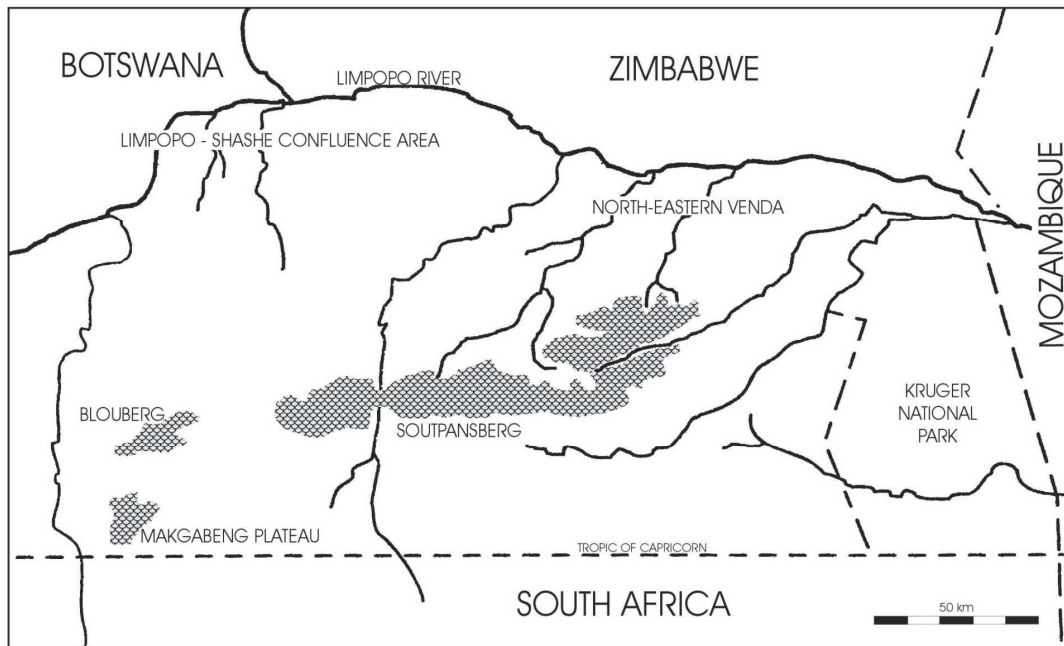 BOTSWANA
ZIMBABWE
LIMPOPO RIVER
LIMPOPO - SHASHE CONFLUENCE AREA
MOZAMBIQUE
NORTH-EASTERN VENDA
BLOUBERG
SOUTPANSBERG
KRUGER
NATIONAL
PARK
MAKGABENG PLATEAU
TROPIC OF CAPRICORN
SOUTH AFRICA
50 km